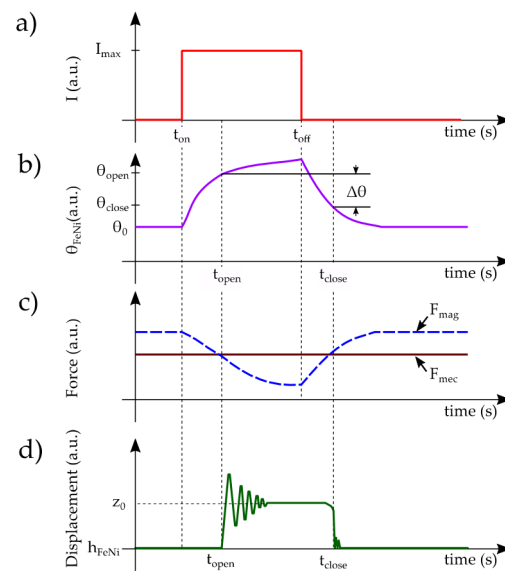 a)
I (a.u.)
Imax
ton
toff
time (s)
b)
θFeNi(a.u.)
θopen
θclose
θ0
Δθ
topen
tclose
time (s)
c)
Force (a.u.)
Fmag
Fmec
time (s)
d)
Displacement (a.u.)
z0
hFeNi
topen
tclose
time (s)